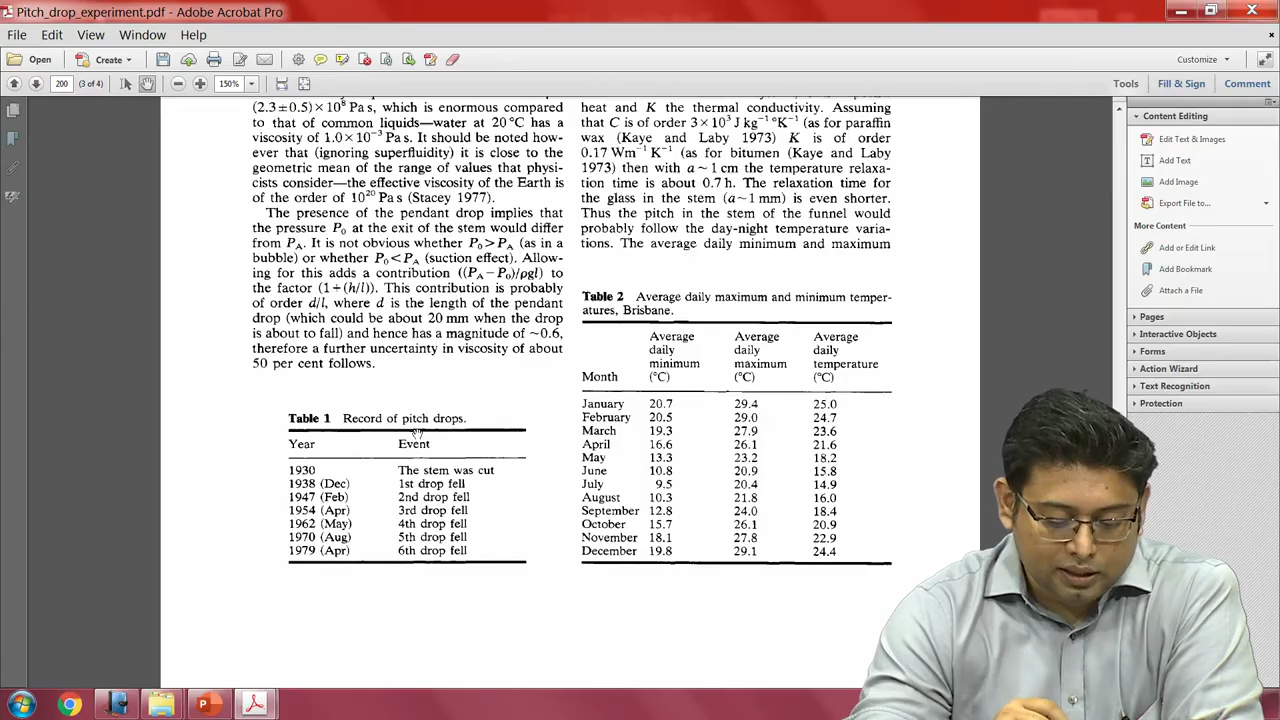 Pitch_drop_experiment.pdf - Adobe Acrobat Pro
File Edit View Window Help
Open Create Customize
200 (3 of 4) 150% Tools Fill & Sign Comment
(2.3±0.5)×10⁸ Pa s, which is enormous compared
to that of common liquids—water at 20 °C has a
viscosity of 1.0×10⁻³ Pa s. It should be noted how-
ever that (ignoring superfluidity) it is close to the
geometric mean of the range of values that physi-
cists consider—the effective viscosity of the Earth is
of the order of 10²⁰ Pa s (Stacey 1977).
The presence of the pendant drop implies that
the pressure P₀ at the exit of the stem would differ
from P_A. It is not obvious whether P₀>P_A (as in a
bubble) or whether P₀<P_A (suction effect). Allow-
ing for this adds a contribution ((P_A−P₀)/ρgl) to
the factor (1+(h/l)). This contribution is probably
of order d/l, where d is the length of the pendant
drop (which could be about 20 mm when the drop
is about to fall) and hence has a magnitude of ~0.6,
therefore a further uncertainty in viscosity of about
50 per cent follows.
Table 1 Record of pitch drops.
Year Event
1930 The stem was cut
1938 (Dec) 1st drop fell
1947 (Feb) 2nd drop fell
1954 (Apr) 3rd drop fell
1962 (May) 4th drop fell
1970 (Aug) 5th drop fell
1979 (Apr) 6th drop fell
heat and K the thermal conductivity. Assuming
that C is of order 3×10³ J kg⁻¹ °K⁻¹ (as for paraffin
wax (Kaye and Laby 1973) K is of order
0.17 Wm⁻¹ K⁻¹ (as for bitumen (Kaye and Laby
1973) then with a ~ 1 cm the temperature relaxa-
tion time is about 0.7 h. The relaxation time for
the glass in the stem (a~1 mm) is even shorter.
Thus the pitch in the stem of the funnel would
probably follow the day-night temperature varia-
tions. The average daily minimum and maximum
Table 2 Average daily maximum and minimum temper-
atures, Brisbane.
Average Average Average
daily daily daily
minimum maximum temperature
Month (°C) (°C) (°C)
January 20.7 29.4 25.0
February 20.5 29.0 24.7
March 19.3 27.9 23.6
April 16.6 26.1 21.6
May 13.3 23.2 18.2
June 10.8 20.9 15.8
July 9.5 20.4 14.9
August 10.3 21.8 16.0
September 12.8 24.0 18.4
October 15.7 26.1 20.9
November 18.1 27.8 22.9
December 19.8 29.1 24.4
Content Editing
Edit Text & Images
Add Text
Add Image
Export File to...
More Content
Add or Edit Link
Add Bookmark
Attach a File
Pages
Interactive Objects
Forms
Action Wizard
Text Recognition
Protection